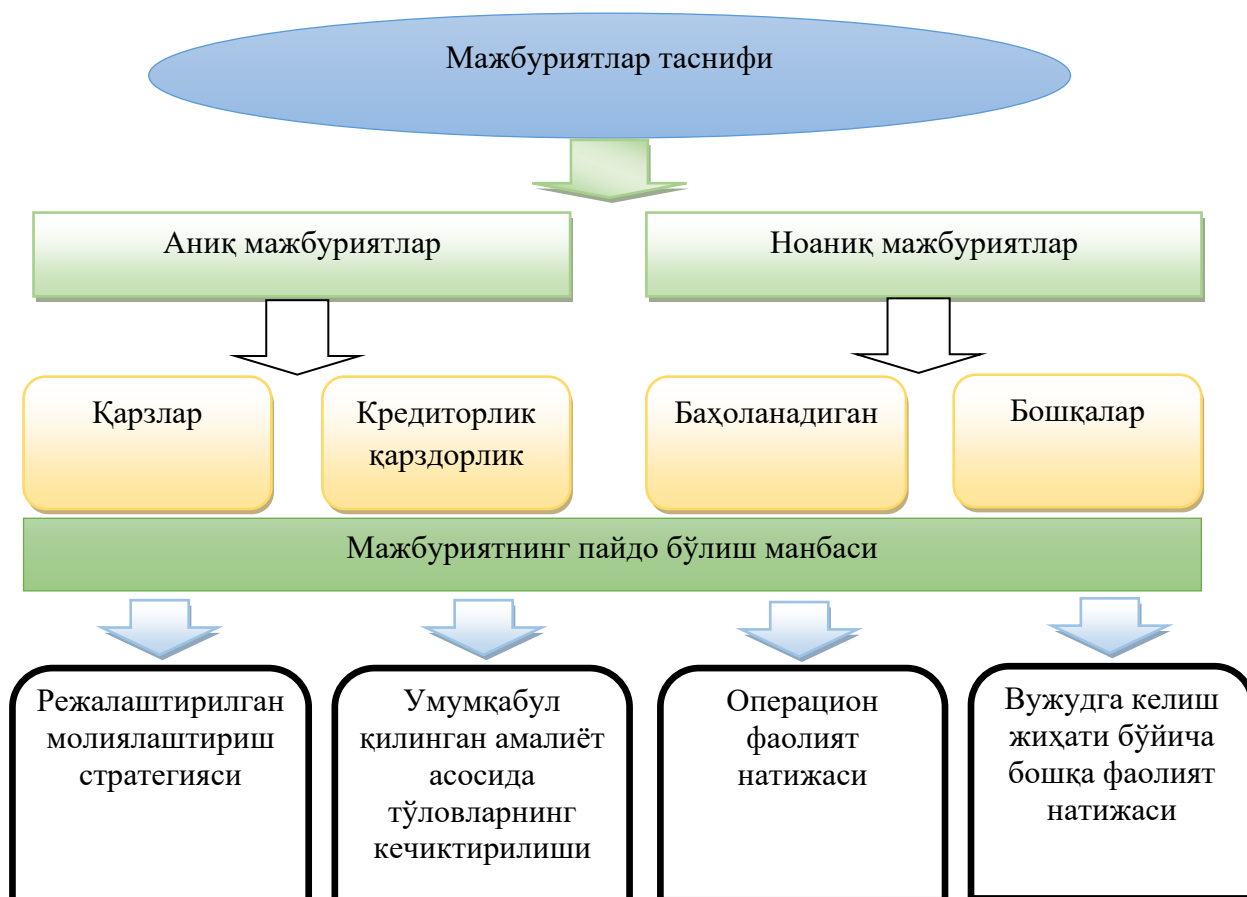 Мажбуриятлар таснифи
Аниқ мажбуриятлар
Ноаниқ мажбуриятлар
Қарзлар
Кредиторлик
қарздорлик
Баҳоланадиган
Бошқалар
Мажбуриятнинг пайдо бўлиш манбаси
Режалаштирилган
молиялаштириш
стратегияси
Умумқабул
қилинган амалиёт
асосида
тўловларнинг
кечиктирилиши
Операцион
фаолият
натижаси
Вужудга келиш
жиҳати бўйича
бошқа фаолият
натижаси